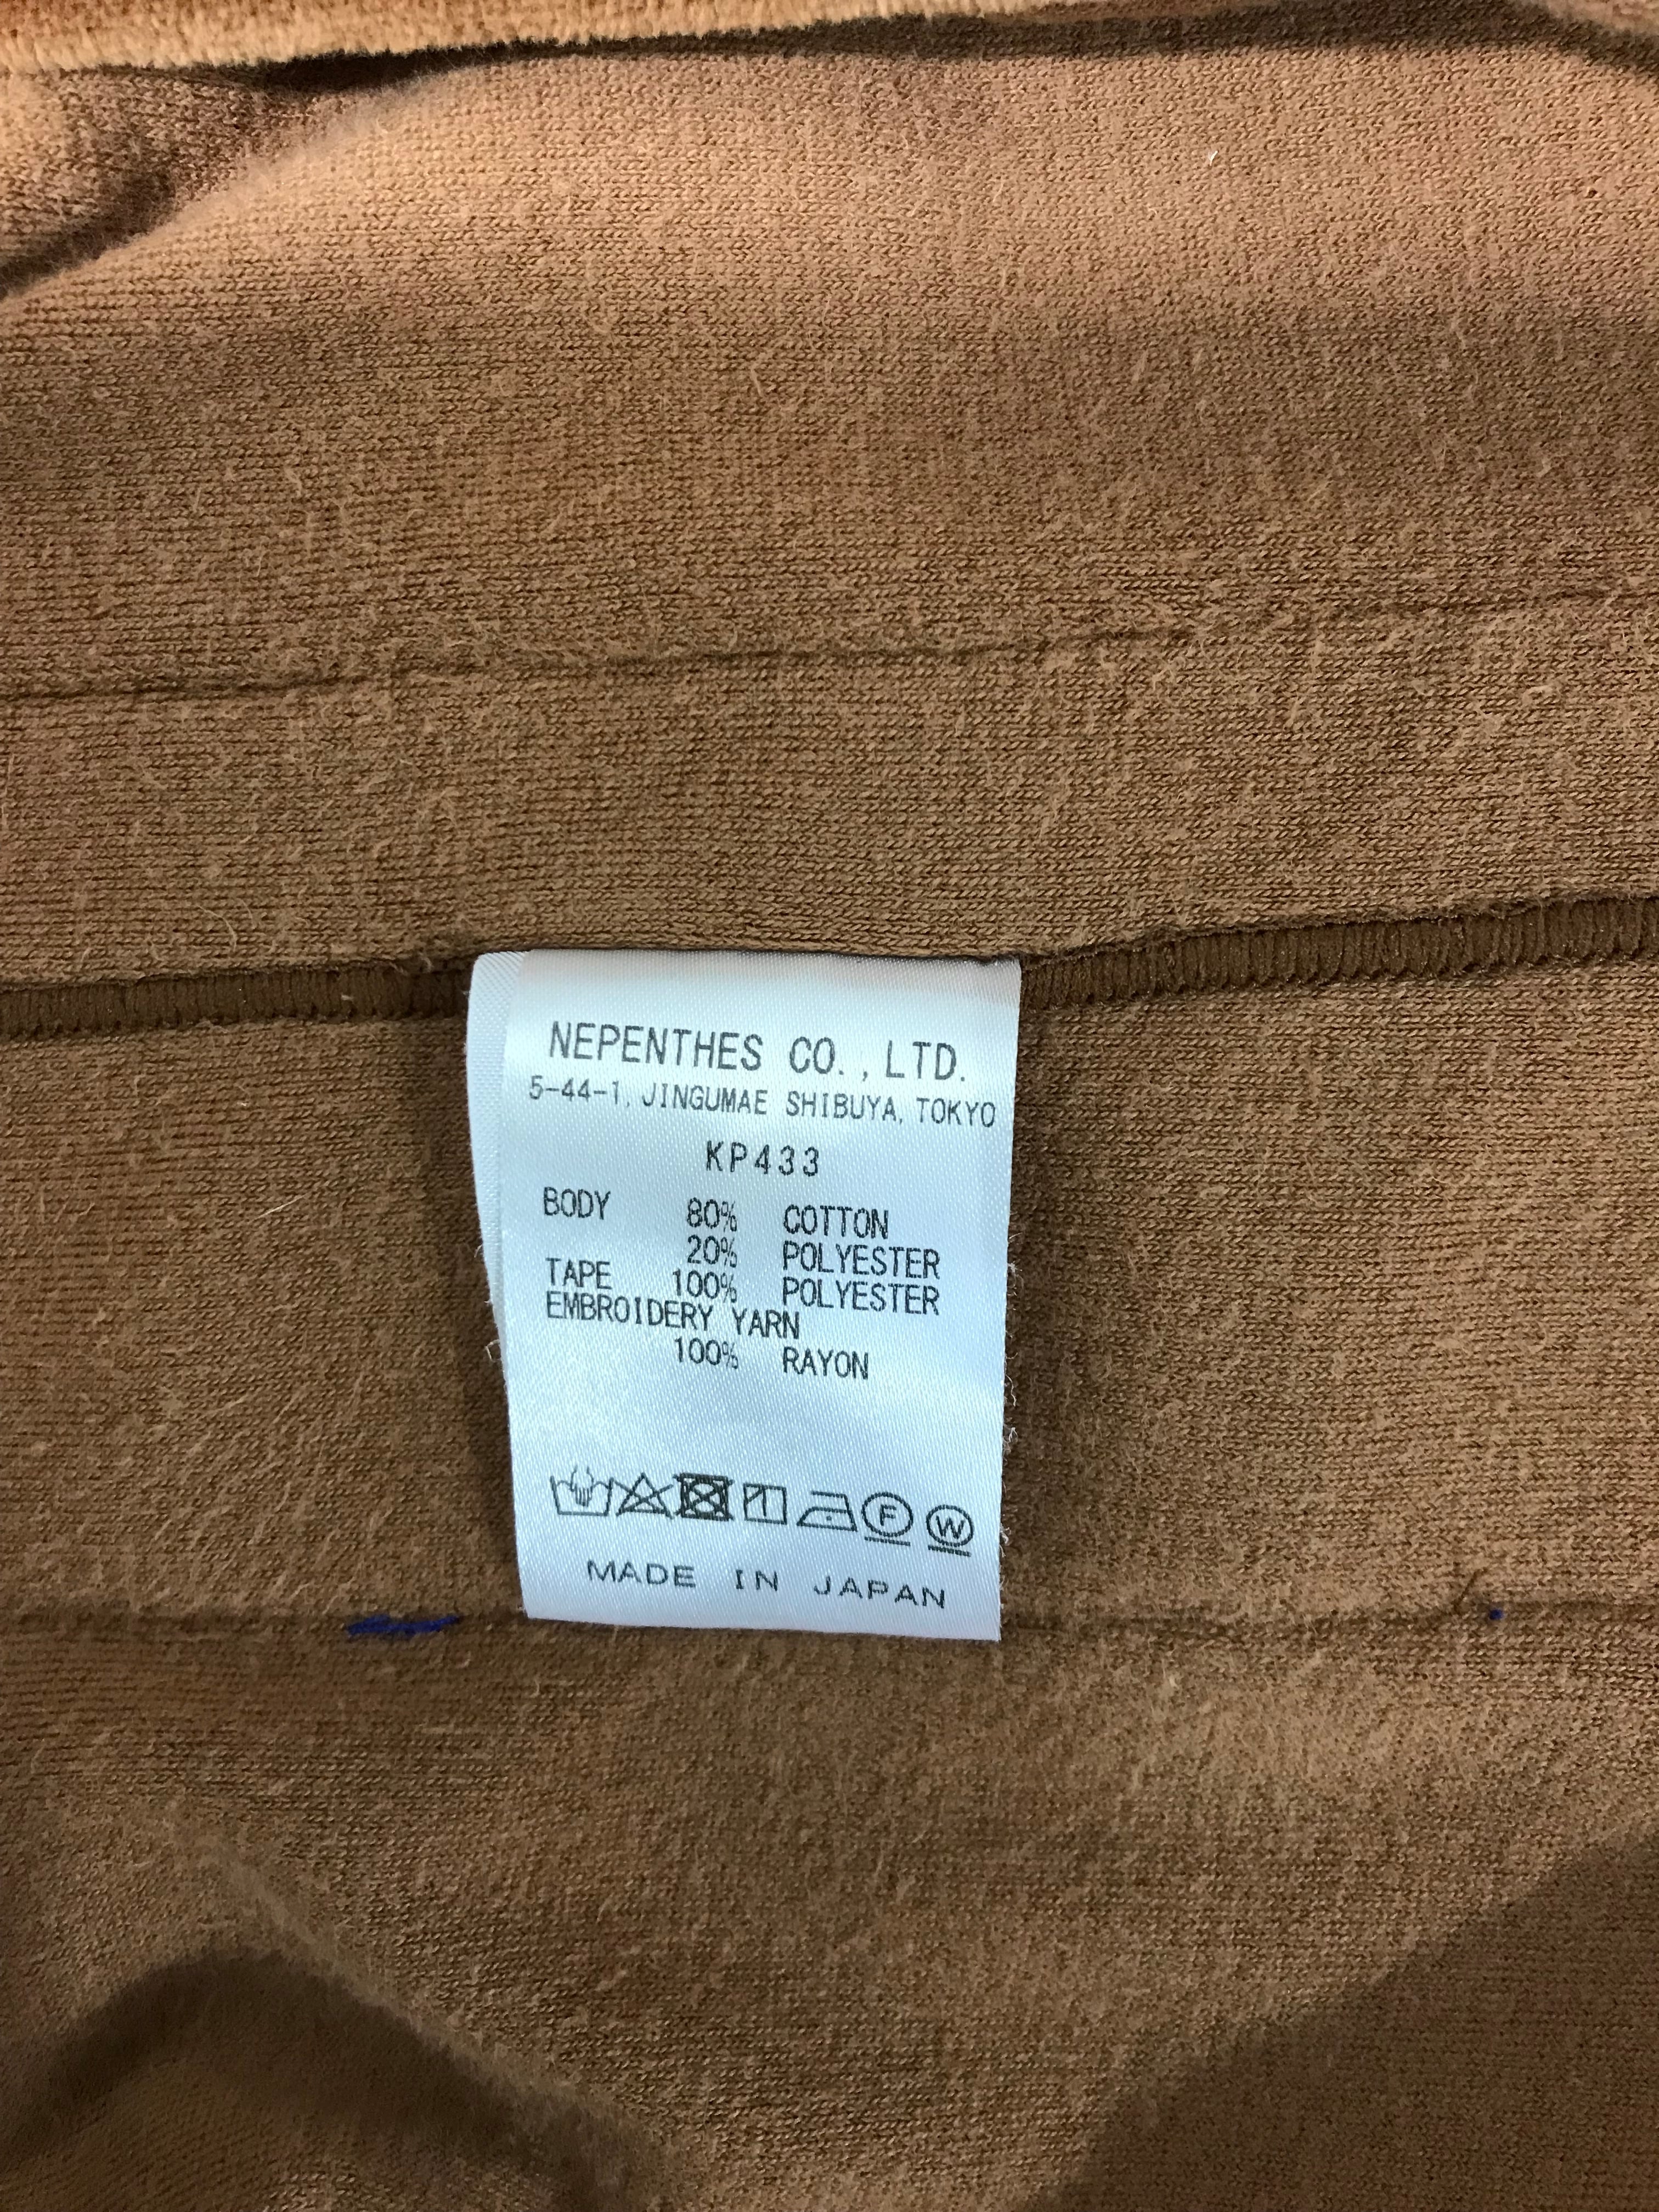 NEPENTHES CO., LTD.
5-44-1, JINGUMAE SHIBUYA, TOKYO
KP433
BODY 80% COTTON
20% POLYESTER
TAPE 100% POLYESTER
EMBROIDERY YARN
100% RAYON
F W
MADE IN JAPAN